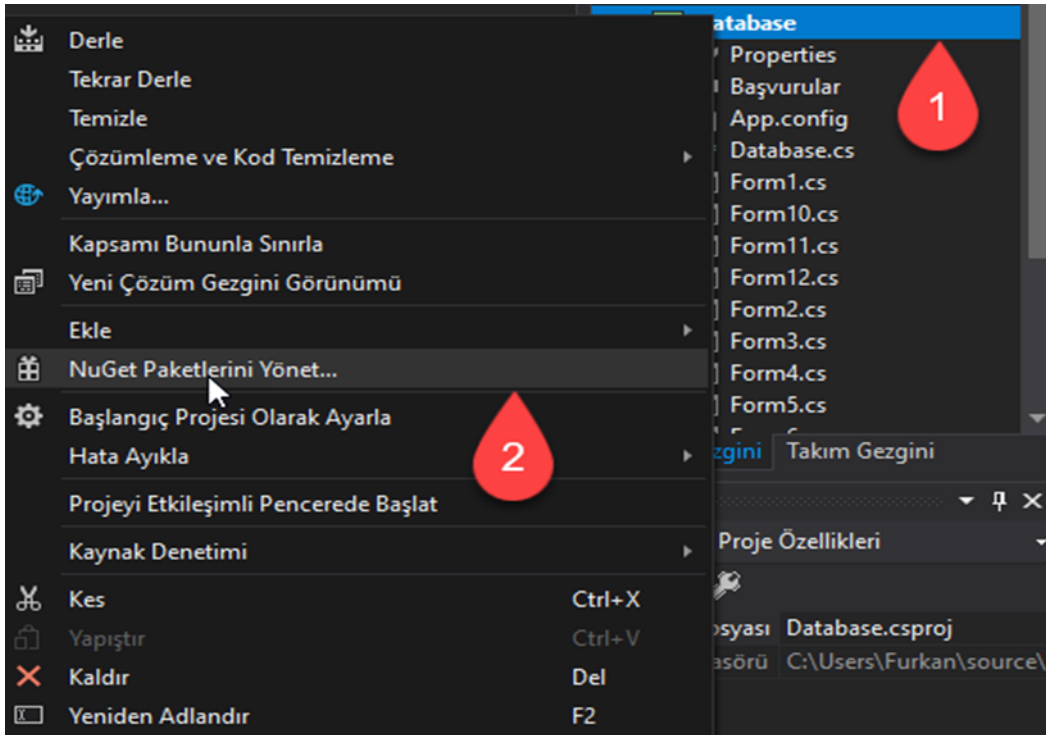 Derle
Tekrar Derle
Temizle
Çözümleme ve Kod Temizleme
Yayımla...
Kapsamı Bununla Sınırla
Yeni Çözüm Gezgini Görünümü
Ekle
NuGet Paketlerini Yönet...
Başlangıç Projesi Olarak Ayarla
Hata Ayıkla
Projeyi Etkileşimli Pencerede Başlat
Kaynak Denetimi
Kes Ctrl+X
Yapıştır Ctrl+V
Kaldır Del
Yeniden Adlandır F2
2
atabase
Properties
Başvurular
App.config
Database.cs
Form1.cs
Form10.cs
Form11.cs
Form12.cs
Form2.cs
Form3.cs
Form4.cs
Form5.cs
1
zgini Takım Gezgini
Proje Özellikleri
osyası Database.csproj
asörü C:\Users\Furkan\source\